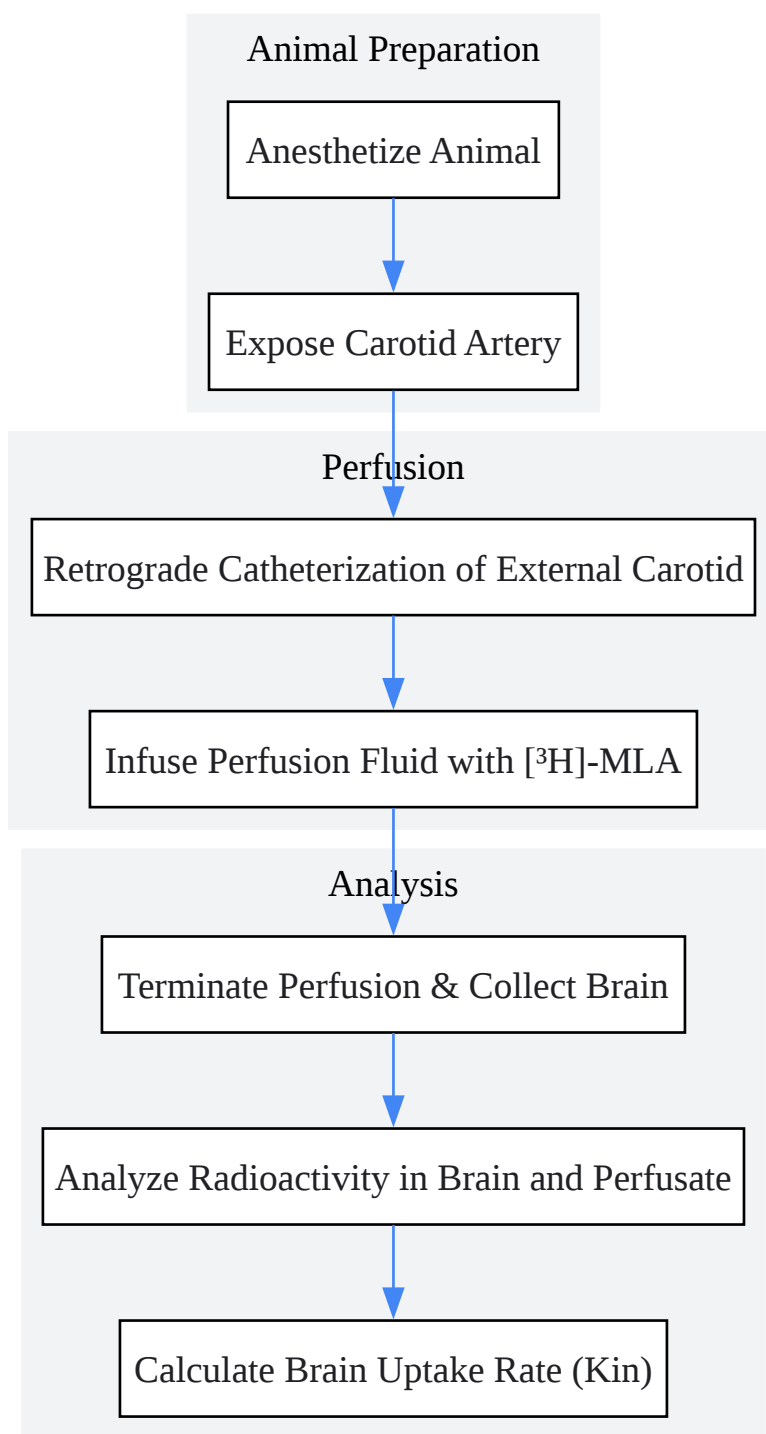 Animal Preparation
Anesthetize Animal
Expose Carotid Artery
Perfusion
Retrograde Catheterization of External Carotid
Infuse Perfusion Fluid with [³H]-MLA
Analysis
Terminate Perfusion & Collect Brain
Analyze Radioactivity in Brain and Perfusate
Calculate Brain Uptake Rate (Kin)